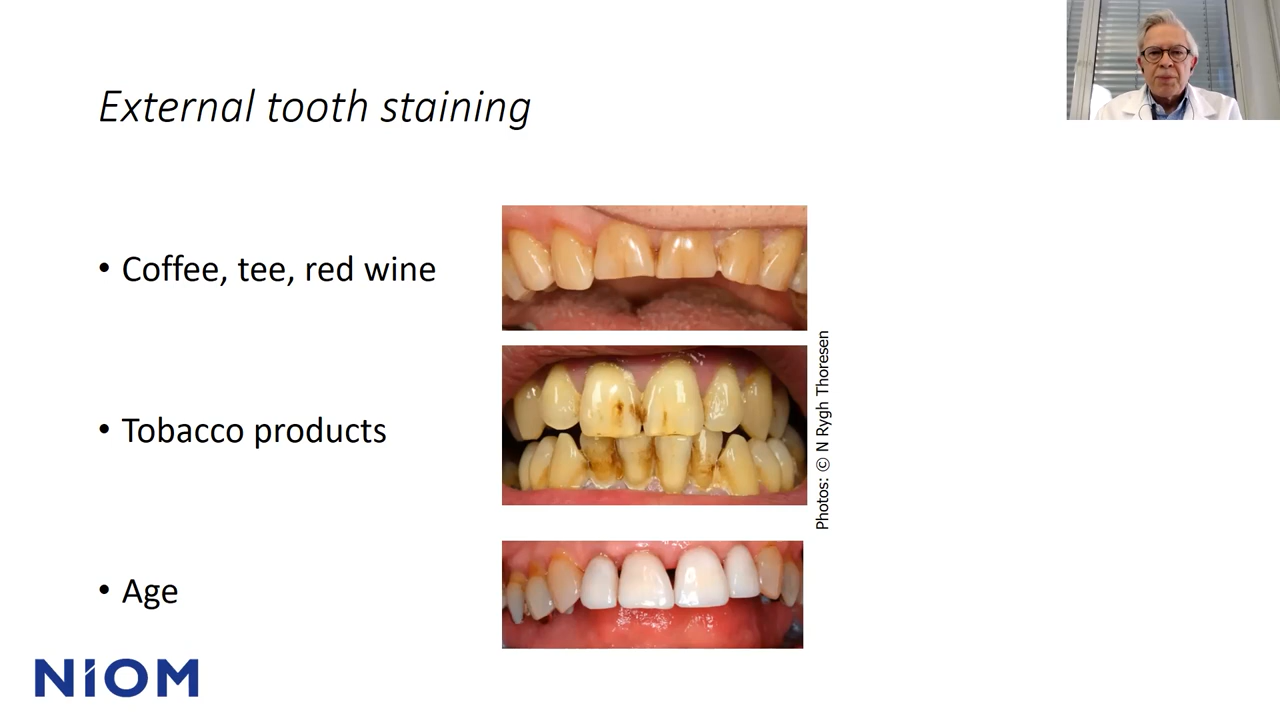 External tooth staining
• Coffee, tee, red wine
• Tobacco products
• Age
Photos: © N Rygh Thoresen
NIOM